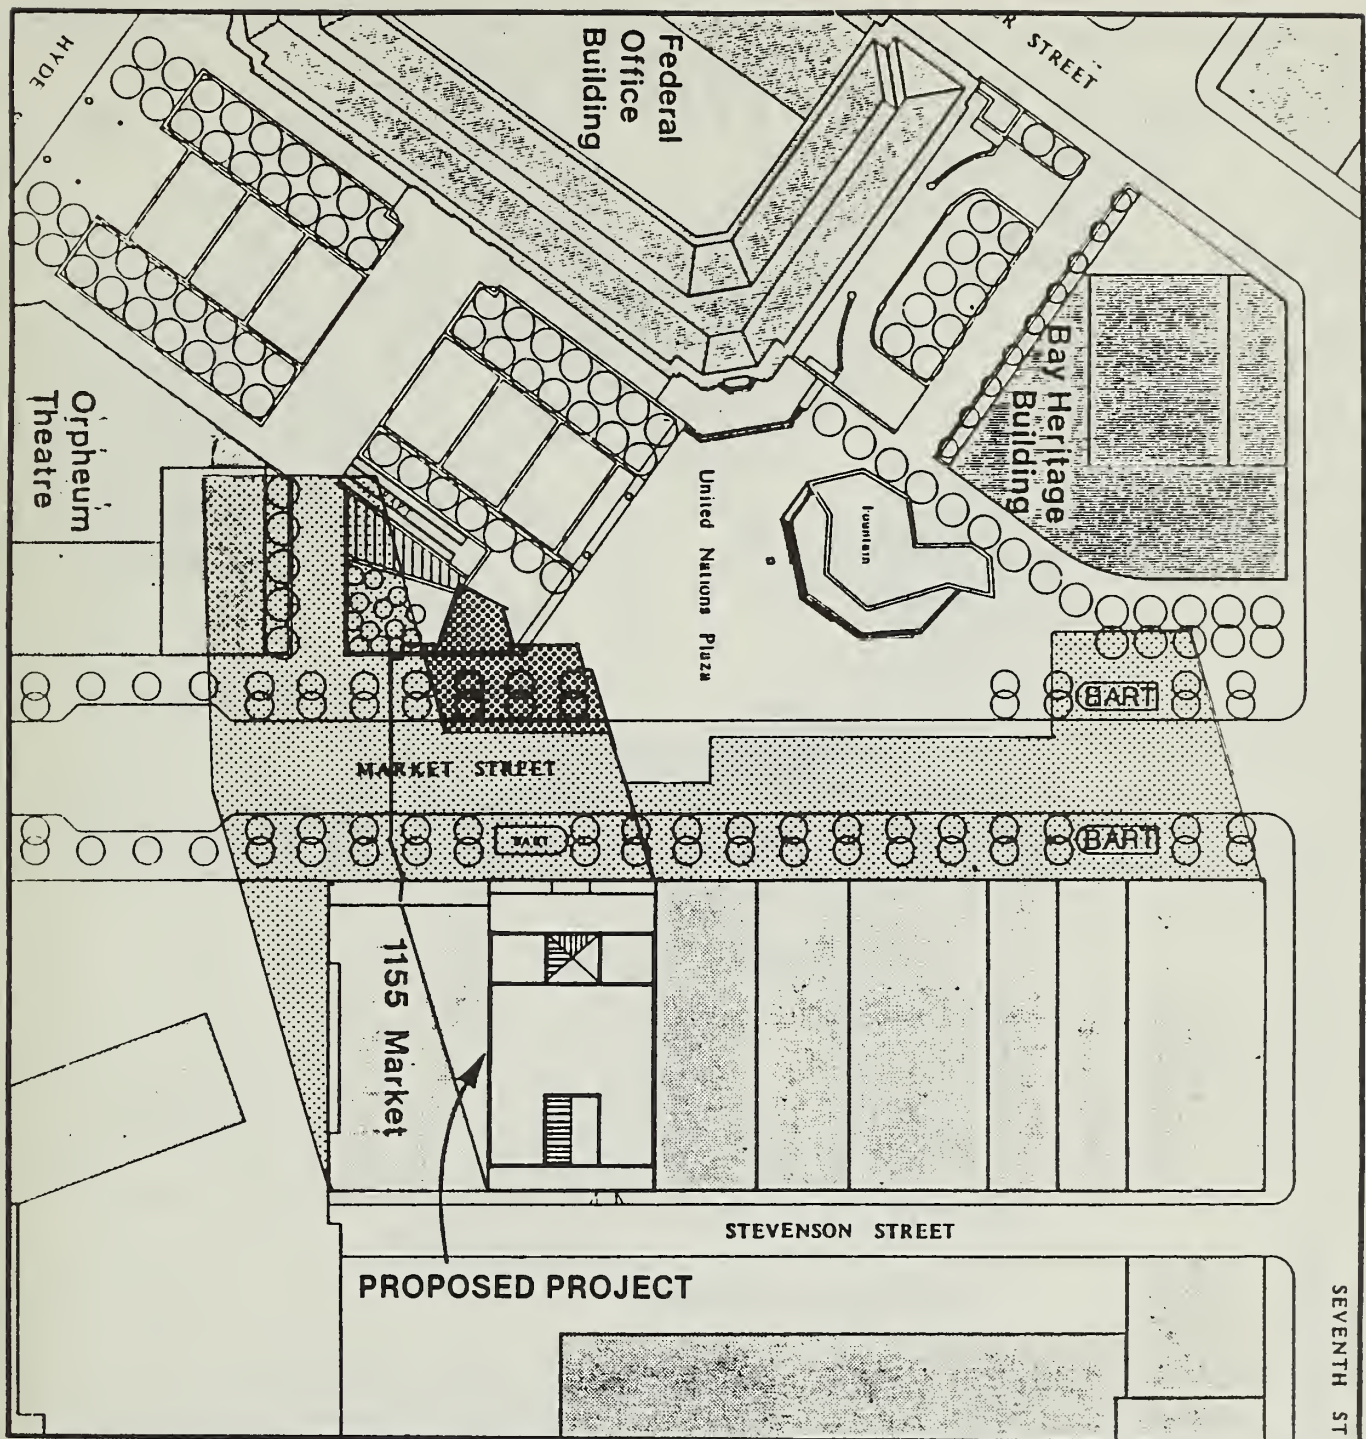 HYDE
Federal
Office
Building
R STREET
Bay Heritage
Building
Orpheum
Theatre
United Nations Plaza
Fountain
BART
MARKET STREET
BART
BART
1155 Market
STEVENSON STREET
PROPOSED PROJECT
SEVENTH ST